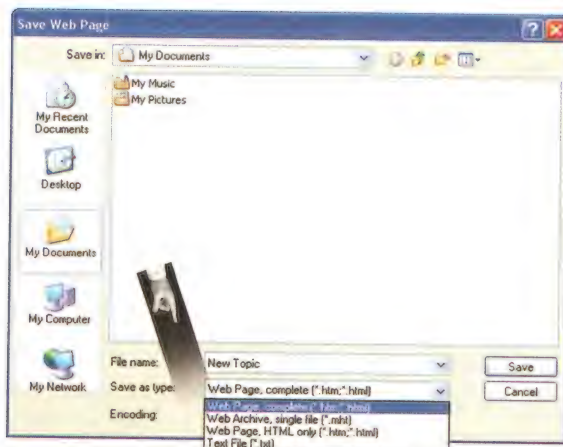 Save Web Page
Save in: My Documents
My Music
My Pictures
My Recent
Documents
Desktop
My Documents
My Computer
My Network
File name: New Topic Save
Save as type: Web Page, complete (*.htm;*.html) Cancel
Encoding:
Web Page, complete (*.htm;*.html)
Web Archive, single file (*.mht)
Web Page, HTML only (*.htm;*.html)
Text File (*.txt)